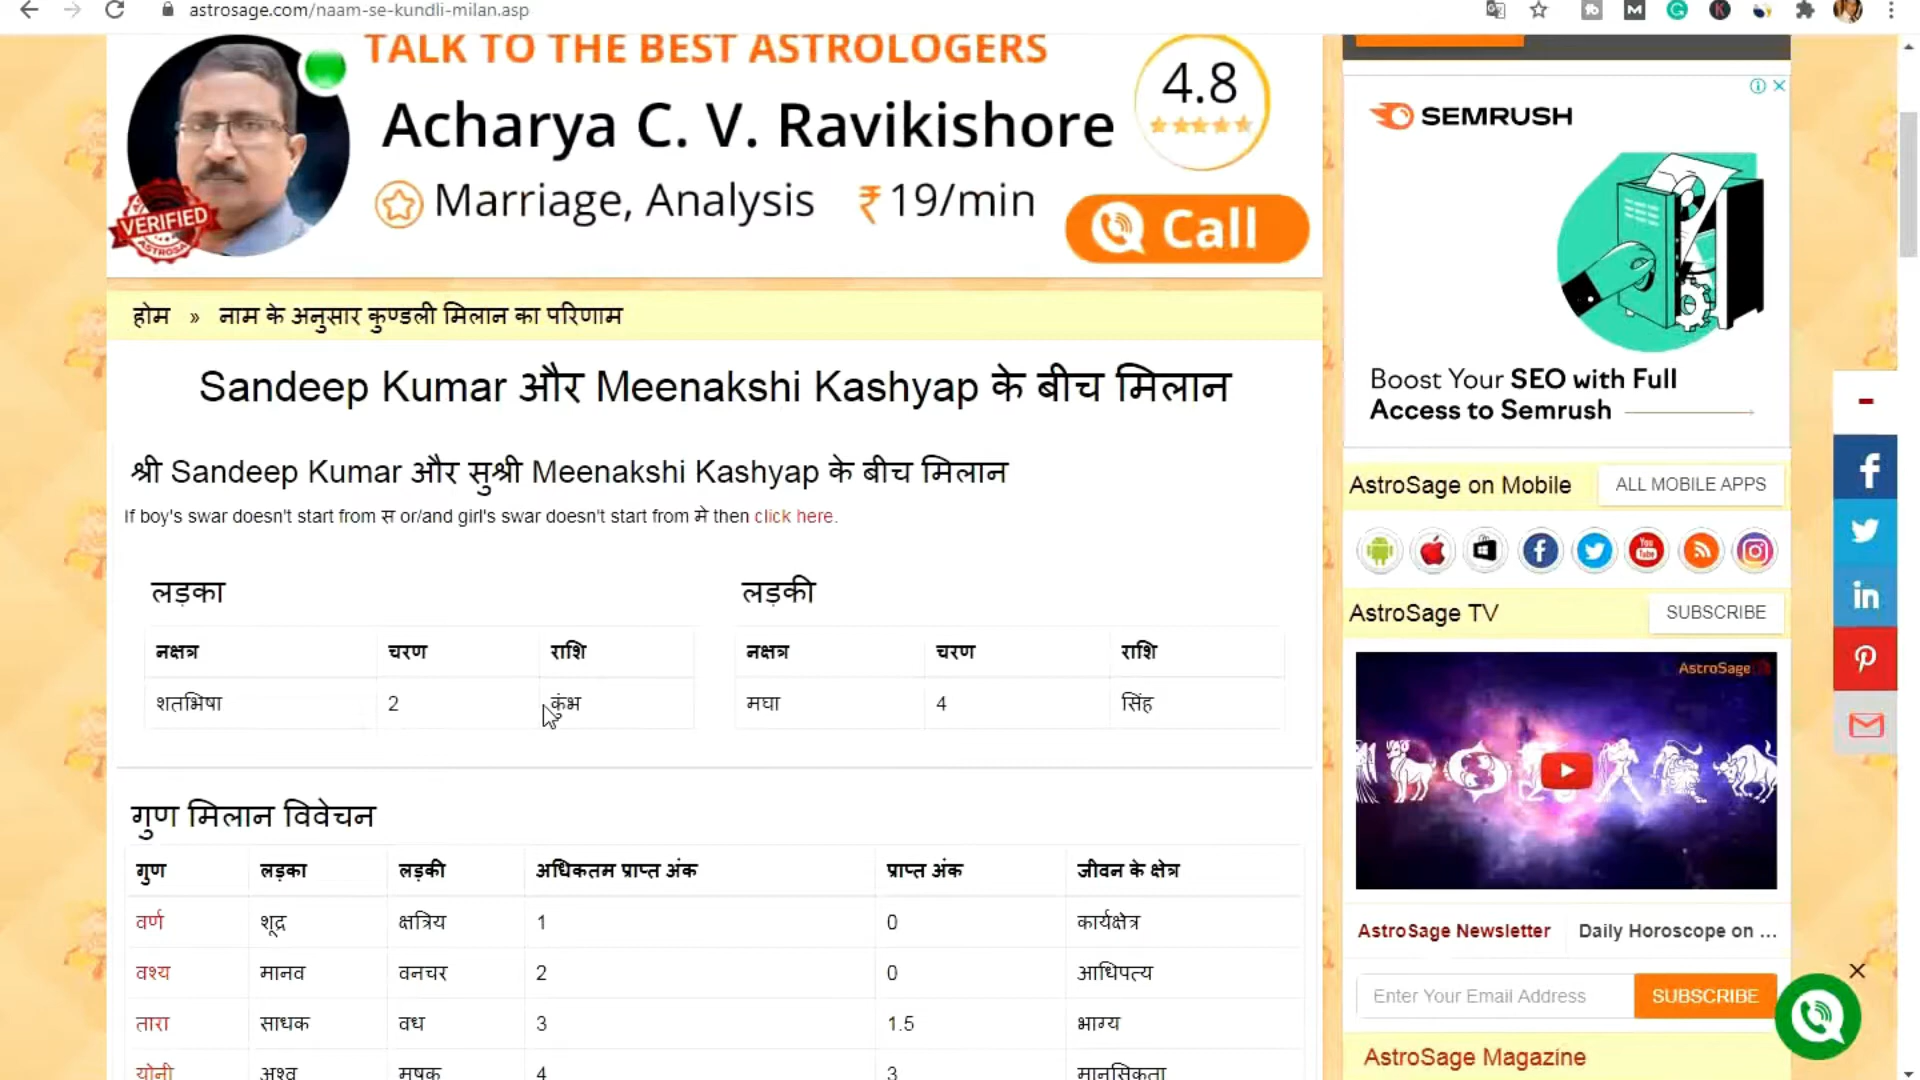 astrosage.com/naam-se-kundli-milan.asp
TALK TO THE BEST ASTROLOGERS
Acharya C. V. Ravikishore
4.8
Marriage, Analysis ₹19/min
Call
VERIFIED
होम » नाम के अनुसार कुण्डली मिलान का परिणाम
Sandeep Kumar और Meenakshi Kashyap के बीच मिलान
श्री Sandeep Kumar और सुश्री Meenakshi Kashyap के बीच मिलान
If boy's swar doesn't start from स or/and girl's swar doesn't start from मे then click here.
लड़का
नक्षत्र चरण राशि
शतभिषा 2 कुंभ
लड़की
नक्षत्र चरण राशि
मघा 4 सिंह
गुण मिलान विवेचन
गुण लड़का लड़की अधिकतम प्राप्त अंक प्राप्त अंक जीवन के क्षेत्र
वर्ण शूद्र क्षत्रिय 1 0 कार्यक्षेत्र
वश्य मानव वनचर 2 0 आधिपत्य
तारा साधक वध 3 1.5 भाग्य
योनी अश्व मूषक 4 3 मानसिकता
SEMRUSH
Boost Your SEO with Full
Access to Semrush
AstroSage on Mobile ALL MOBILE APPS
AstroSage TV SUBSCRIBE
AstroSage
AstroSage Newsletter Daily Horoscope on ...
Enter Your Email Address SUBSCRIBE
AstroSage Magazine